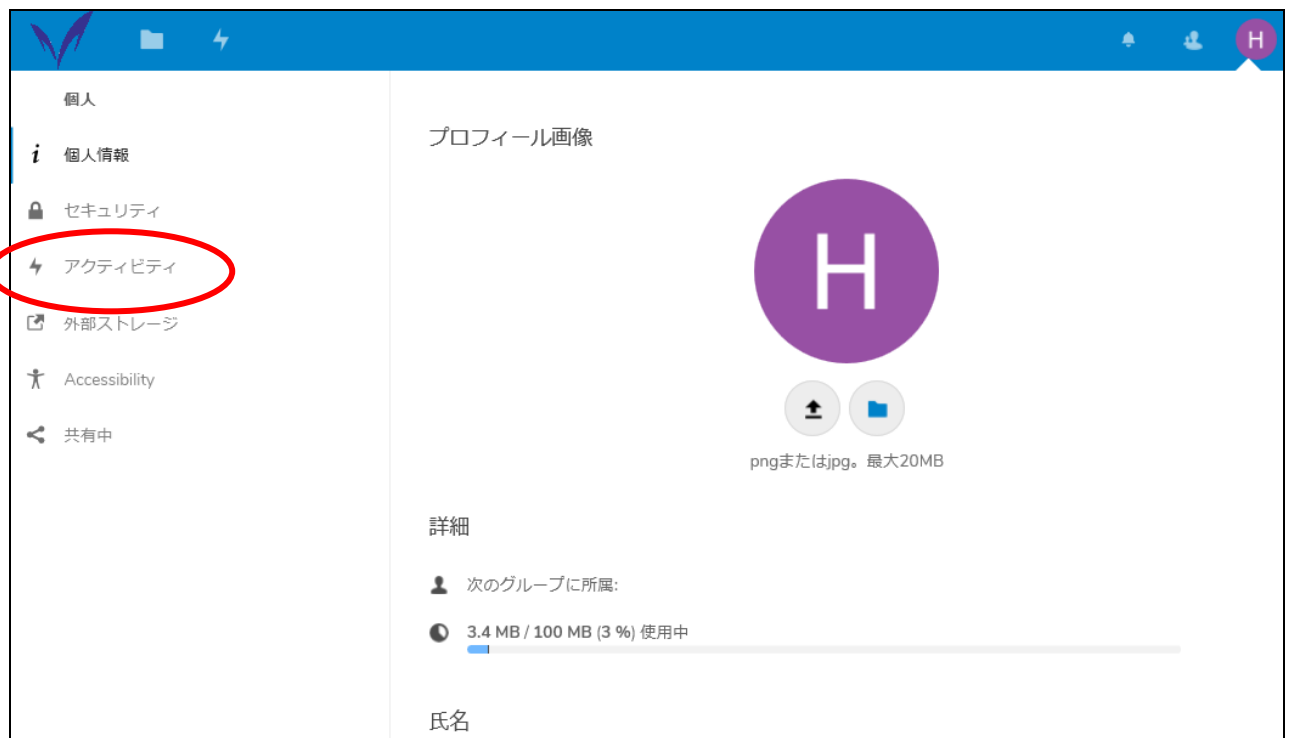 H
個人
個人情報
セキュリティ
アクティビティ
外部ストレージ
Accessibility
共有中
プロフィール画像
H
pngまたはjpg。最大20MB
詳細
次のグループに所属:
3.4 MB / 100 MB (3 %) 使用中
氏名